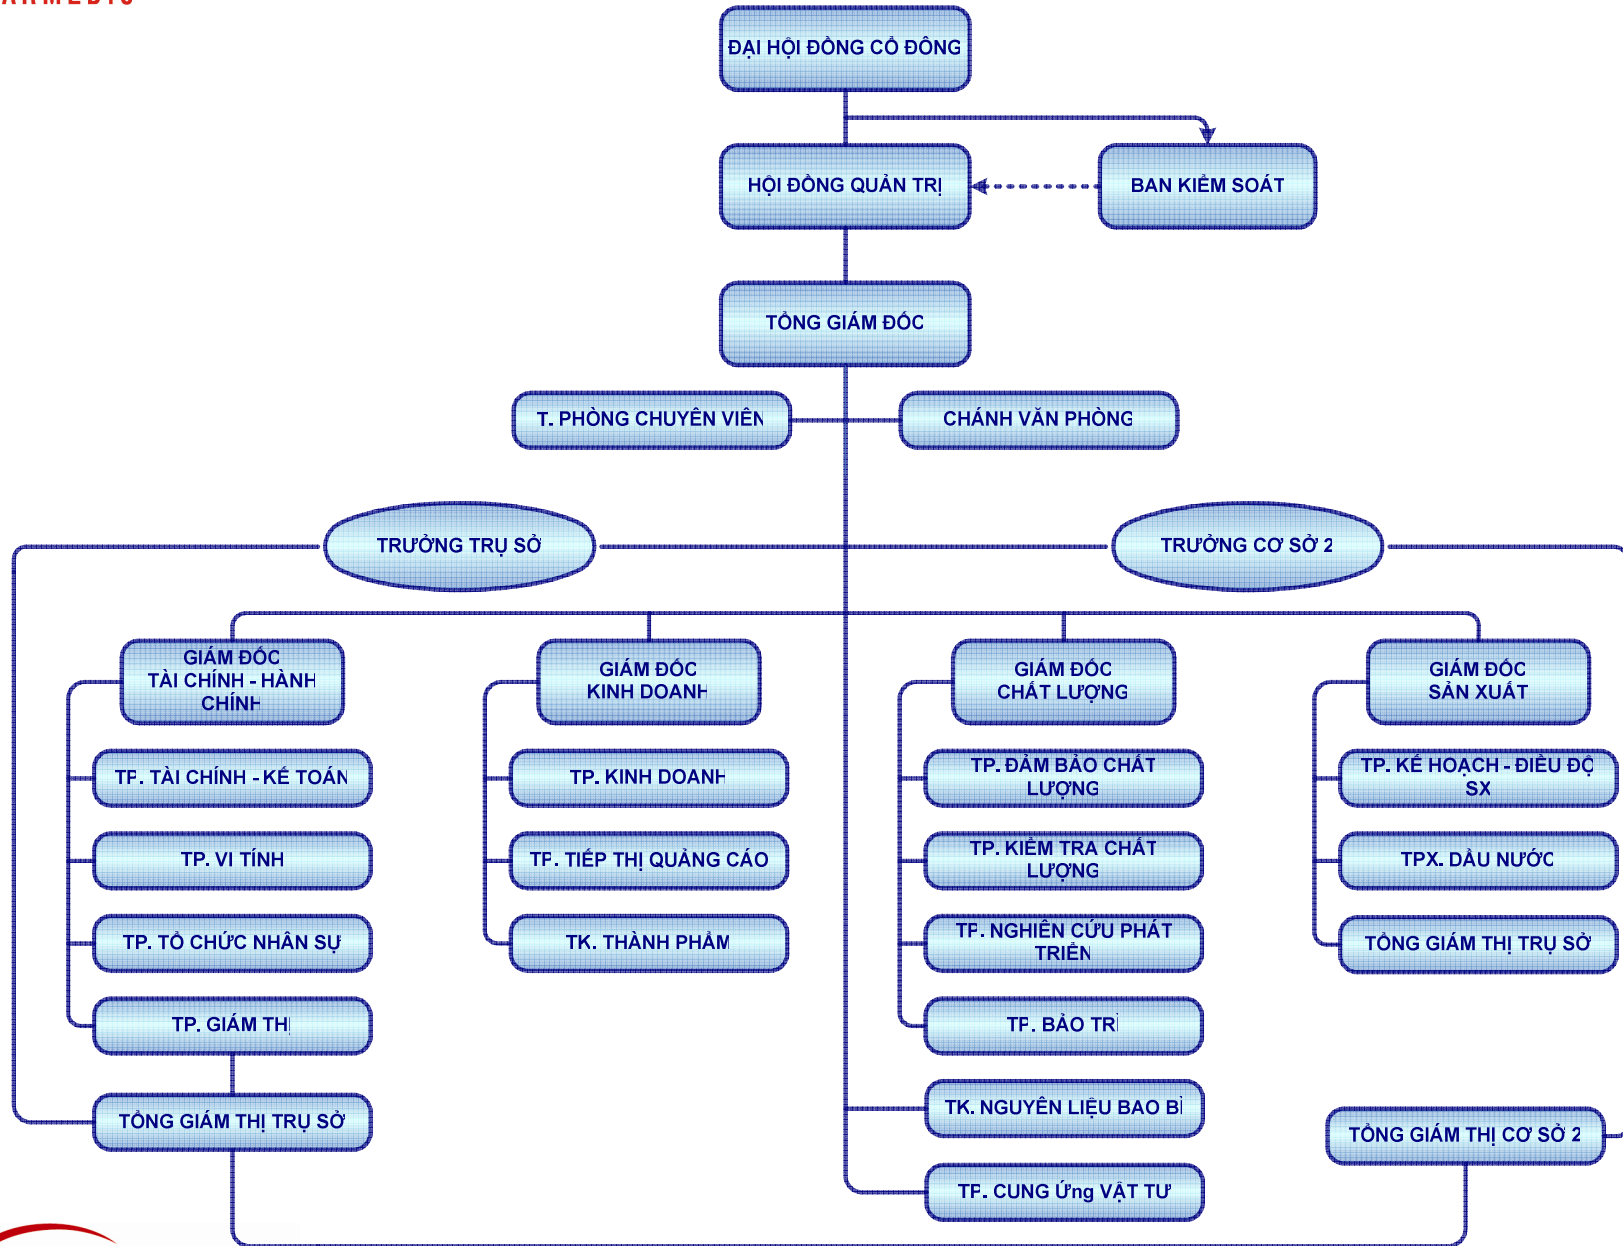 ĐẠI HỘI ĐỒNG CỔ ĐÔNG
HỘI ĐỒNG QUẢN TRỊ
BAN KIỂM SOÁT
TỔNG GIÁM ĐỐC
T. PHÒNG CHUYÊN VIÊN
CHÁNH VĂN PHÒNG
TRƯỞNG TRỤ SỞ
TRƯỞNG CƠ SỞ 2
GIÁM ĐỐC
TÀI CHÍNH - HÀNH
CHÍNH
GIÁM ĐỐC
KINH DOANH
GIÁM ĐỐC
CHẤT LƯỢNG
GIÁM ĐỐC
SẢN XUẤT
TP. TÀI CHÍNH - KẾ TOÁN
TP. KINH DOANH
TP. ĐẢM BẢO CHẤT
LƯỢNG
TP. KẾ HOẠCH - ĐIỀU ĐỘ
SX
TP. VI TÍNH
TP. TIẾP THỊ QUẢNG CÁO
TP. KIỂM TRA CHẤT
LƯỢNG
TPX. DẦU NƯỚC
TP. TỔ CHỨC NHÂN SỰ
TK. THÀNH PHẨM
TP. NGHIÊN CỨU PHÁT
TRIỂN
TỔNG GIÁM THỊ TRỤ SỞ
TP. GIÁM THỊ
TP. BẢO TRÌ
TỔNG GIÁM THỊ TRỤ SỞ
TK. NGUYÊN LIỆU BAO BÌ
TỔNG GIÁM THỊ CƠ SỞ 2
TP. CUNG Ứng VẬT TƯ